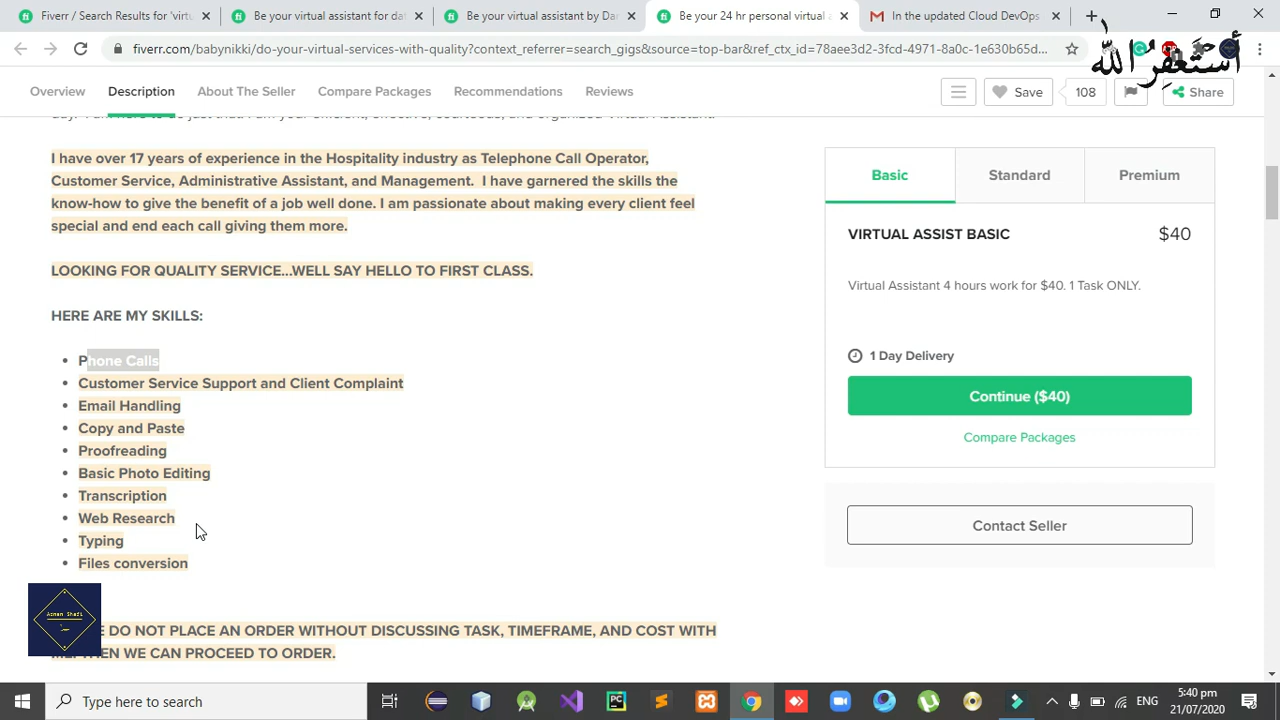 Fiverr / Search Results for 'virtu
Be your virtual assistant for dat
Be your virtual assistant by Dan
Be your 24 hr personal virtual a
In the updated Cloud DevOps
fiverr.com/babynikki/do-your-virtual-services-with-quality?context_referrer=search_gigs&source=top-bar&ref_ctx_id=78aee3d2-3fcd-4971-8a0c-1e630b65d...
أستغفر الله
Overview
Description
About The Seller
Compare Packages
Recommendations
Reviews
Save
108
Share
I have over 17 years of experience in the Hospitality industry as Telephone Call Operator,
Customer Service, Administrative Assistant, and Management. I have garnered the skills the
know-how to give the benefit of a job well done. I am passionate about making every client feel
special and end each call giving them more.
LOOKING FOR QUALITY SERVICE...WELL SAY HELLO TO FIRST CLASS.
HERE ARE MY SKILLS:
Phone Calls
Customer Service Support and Client Complaint
Email Handling
Copy and Paste
Proofreading
Basic Photo Editing
Transcription
Web Research
Typing
Files conversion
E DO NOT PLACE AN ORDER WITHOUT DISCUSSING TASK, TIMEFRAME, AND COST WITH
THEN WE CAN PROCEED TO ORDER.
Basic
Standard
Premium
VIRTUAL ASSIST BASIC
$40
Virtual Assistant 4 hours work for $40. 1 Task ONLY.
1 Day Delivery
Continue ($40)
Compare Packages
Contact Seller
Type here to search
ENG
5:40 pm
21/07/2020